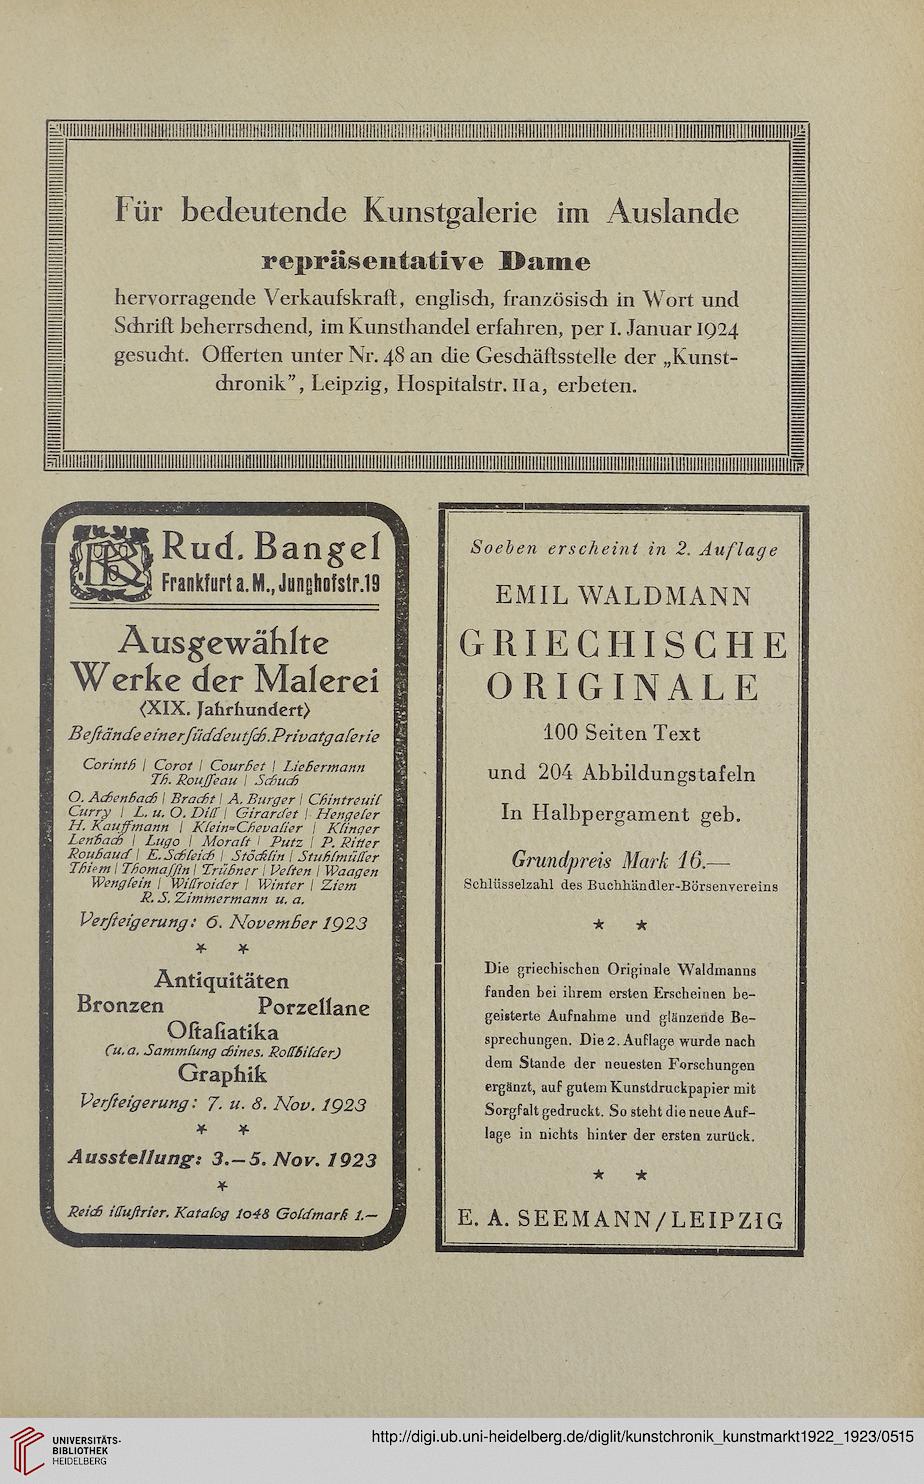 Für bedeutende Kunstgalerie im Auslande
repräsentative Dame
hervorragende Verkaufskraft, englisch, französisch in Wort und
Schrift beherrschend, im Kunsthandel erfahren, per 1. Januar 1924
gesucht. Offerten unter Nr. 48 an die Geschäftsstelle der „Kunst-
chronik”, Leipzig, Hospitalstr. 11a, erbeten.
Rud. Bangel
Frankfurt a. M., Junghofstr. 19
Ausgewählte
Werke der Malerei
(XIX. Jahrhundert)
Beſtände einer ſüddeutſch. Privatgalerie
Corinth | Corot | Courbet | Liebermann
Th. Rouſſeau | Schuch
O. Achenbach | Bracht | A. Burger | Chintreuil
Curry | L. u. O. Dill | Girardet | Hengeler
H. Kauffmann | Klein=Chevalier | Klinger
Lenbach | Lugo | Moralt | Putz | P. Ritter
Roubaud | E. Schleich | Stöcklin | Stuhlmüller
Thiem | Thomaſſin | Trübner | Velten | Waagen
Wenglein | Willroider | Winter | Ziem
R. S. Zimmermann u. a.
Verſteigerung: 6. November 1923
* *
Antiquitäten
Bronzen Porzellane
Oſtaſiatika
(u. a. Sammlung chines. Rollbilder)
Graphik
Verſteigerung: 7. u. 8. Nov. 1923
* *
Ausstellung: 3.–5. Nov. 1923
*
Reich illuſtrier. Katalog 1048 Goldmark 1.—
Soeben erscheint in 2. Auflage
EMIL WALDMANN
GRIECHISCHE
ORIGINALE
100 Seiten Text
und 204 Abbildungstafeln
In Halbpergament geb.
Grundpreis Mark 16.—
Schlüsselzahl des Buchhändler-Börsenvereins
* *
Die griechischen Originale Waldmanns
fanden bei ihrem ersten Erscheinen be-
geisterte Aufnahme und glänzende Be-
sprechungen. Die 2. Auflage wurde nach
dem Stande der neuesten Forschungen
ergänzt, auf gutem Kunstdruckpapier mit
Sorgfalt gedruckt. So steht die neue Auf-
lage in nichts hinter der ersten zurück.
* *
E. A. SEEMANN/LEIPZIG
UNIVERSITÄTS-
BIBLIOTHEK
HEIDELBERG
http://digi.ub.uni-heidelberg.de/diglit/kunstchronik_kunstmarkt1922_1923/0515